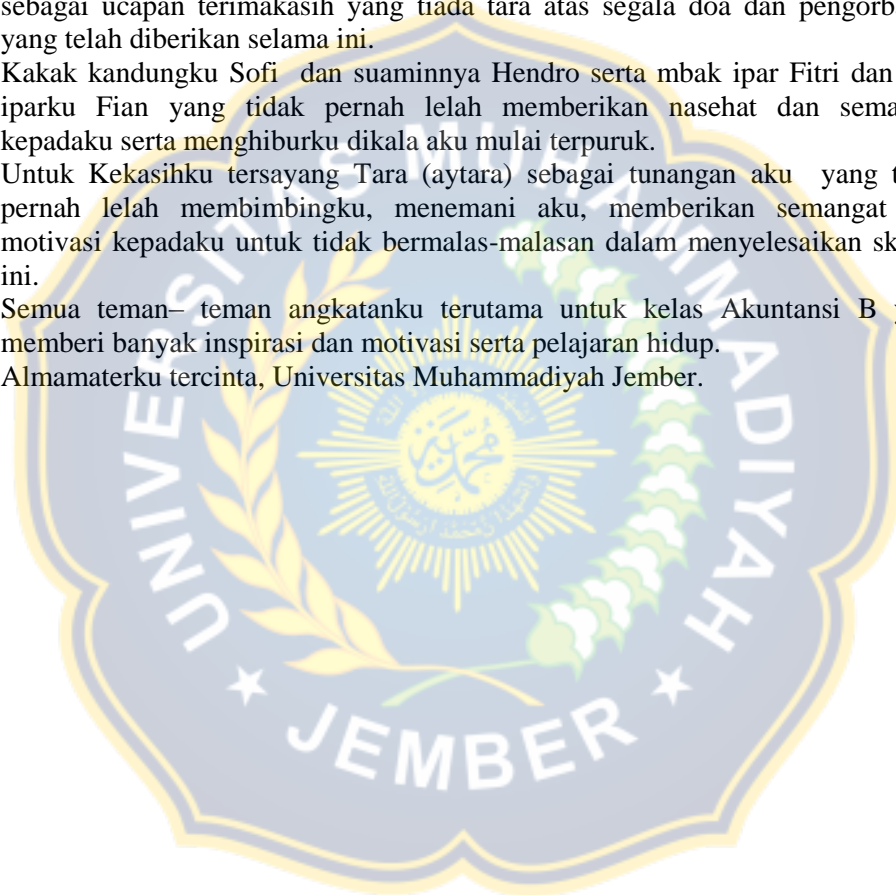 sebagai ucapan terimakasih yang tiada tara atas segala doa dan pengorb
yang telah diberikan selama ini.
Kakak kandungku Sofi dan suaminnya Hendro serta mbak ipar Fitri dan
iparku Fian yang tidak pernah lelah memberikan nasehat dan sema
kepadaku serta menghiburku dikala aku mulai terpuruk.
Untuk Kekasihku tersayang Tara (aytara) sebagai tunangan aku yang t
pernah lelah membimbingku, menemani aku, memberikan semangat
motivasi kepadaku untuk tidak bermalas-malasan dalam menyelesaikan sk
ini.
Semua teman– teman angkatanku terutama untuk kelas Akuntansi B y
memberi banyak inspirasi dan motivasi serta pelajaran hidup.
Almamaterku tercinta, Universitas Muhammadiyah Jember.
UNIVERSITAS MUHAMMADIYAH
JEMBER